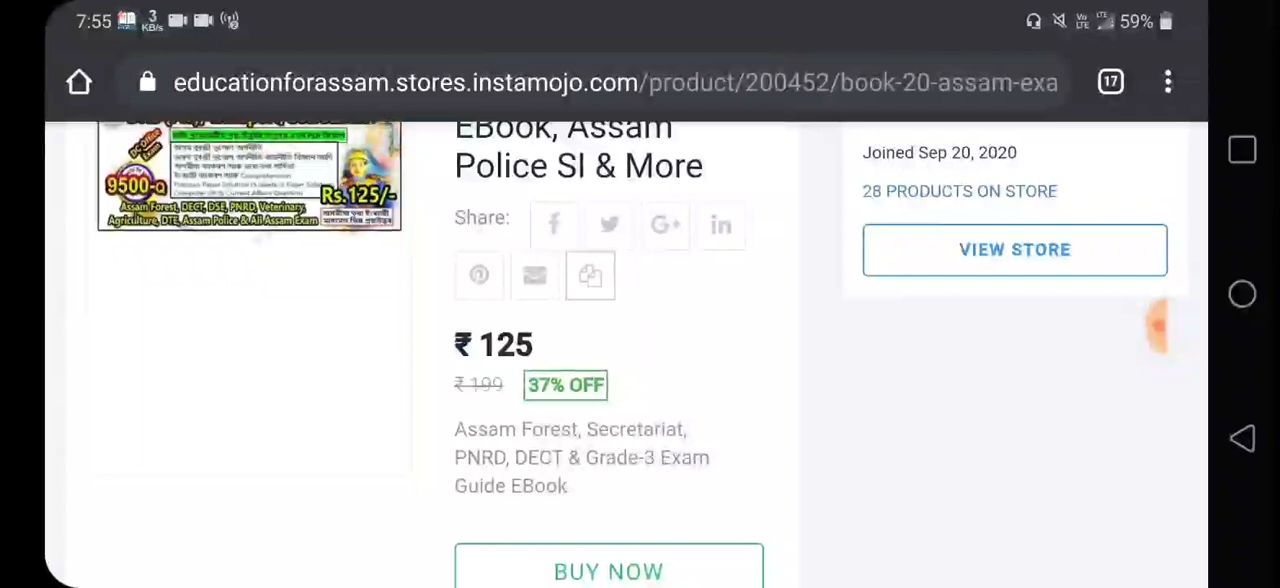 7:55 3 KB/s 59%
educationforassam.stores.instamojo.com/product/200452/book-20-assam-exa 17
EBook, Assam
Police SI & More
Share:
₹ 125
₹ 199 37% OFF
Assam Forest, Secretariat,
PNRD, DECT & Grade-3 Exam
Guide EBook
BUY NOW
Joined Sep 20, 2020
28 PRODUCTS ON STORE
VIEW STORE
DC Office
Exam
9500-Q
Rs.125/-
Assam Forest, DECT, DSE, PNRD, Veterinary,
Agriculture, DTE, Assam Police & All Assam Exam